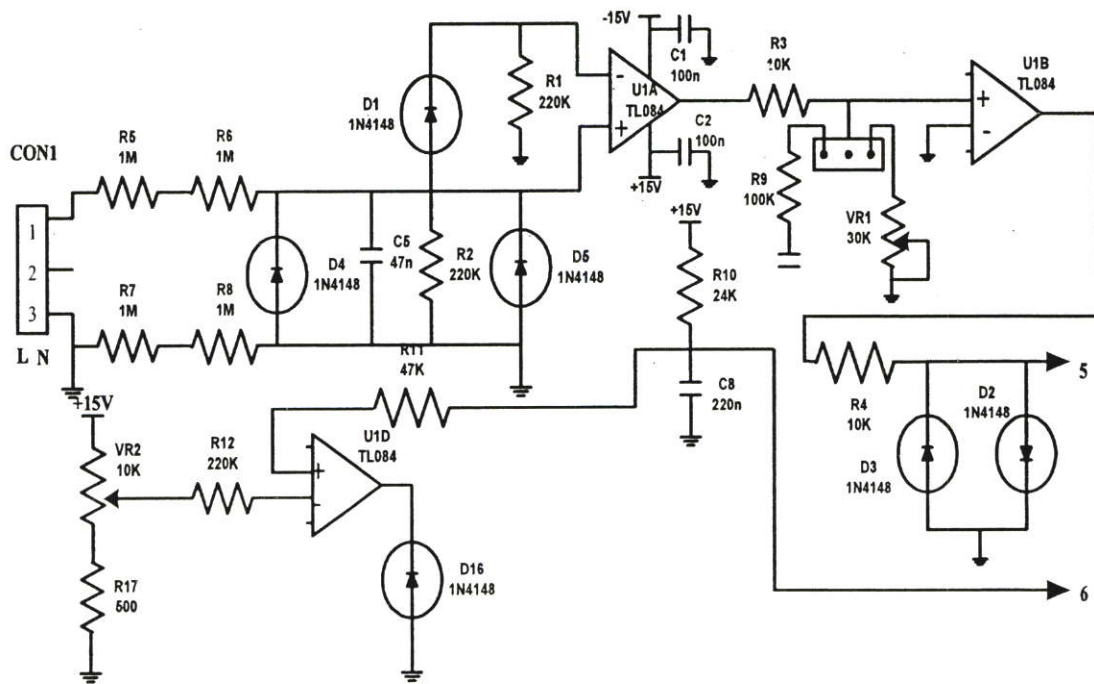 -15V
C1
100n
U1A
TL084
C2
100n
+15V
R3
10K
U1B
TL084
R1
220K
D1
1N4148
CON1
R5
1M
R6
1M
1
2
3
L N
R7
1M
R8
1M
D4
1N4148
C5
47n
R2
220K
D5
1N4148
R9
100K
VR1
30K
+15V
R10
24K
C8
220n
R11
47K
+15V
VR2
10K
R12
220K
U1D
TL084
R17
500
D16
1N4148
R4
10K
D3
1N4148
D2
1N4148
5
6